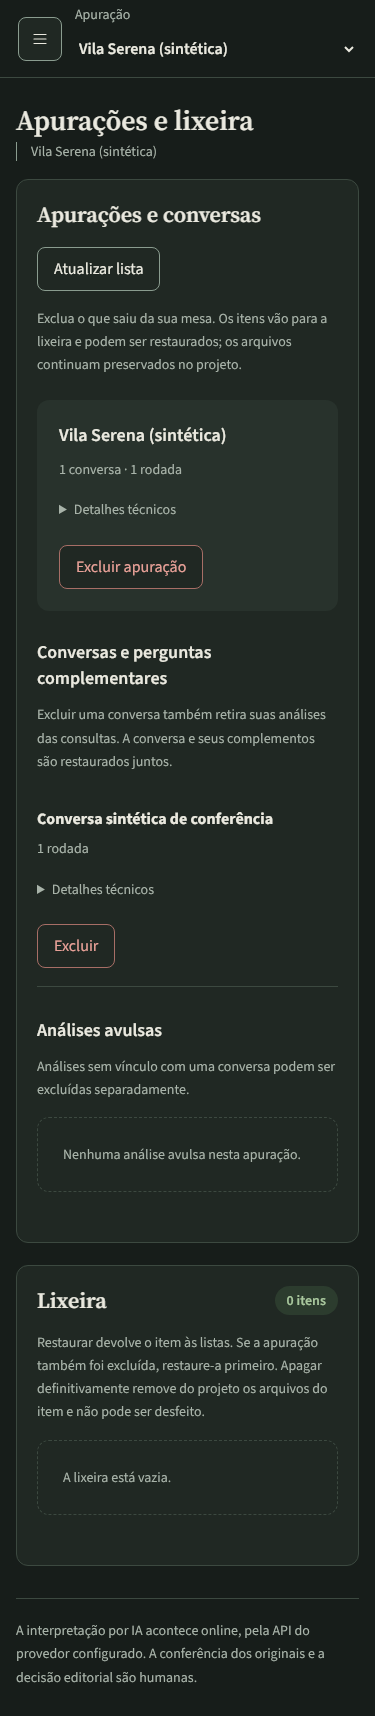 Apuração
Vila Serena (sintética)
Apurações e lixeira
Vila Serena (sintética)
Apurações e conversas
Atualizar lista
Exclua o que saiu da sua mesa. Os itens vão para a
lixeira e podem ser restaurados; os arquivos
continuam preservados no projeto.
Vila Serena (sintética)
1 conversa · 1 rodada
Detalhes técnicos
Excluir apuração
Conversas e perguntas
complementares
Excluir uma conversa também retira suas análises
das consultas. A conversa e seus complementos
são restaurados juntos.
Conversa sintética de conferência
1 rodada
Detalhes técnicos
Excluir
Análises avulsas
Análises sem vínculo com uma conversa podem ser
excluídas separadamente.
Nenhuma análise avulsa nesta apuração.
Lixeira
0 itens
Restaurar devolve o item às listas. Se a apuração
também foi excluída, restaure-a primeiro. Apagar
definitivamente remove do projeto os arquivos do
item e não pode ser desfeito.
A lixeira está vazia.
A interpretação por IA acontece online, pela API do
provedor configurado. A conferência dos originais e a
decisão editorial são humanas.